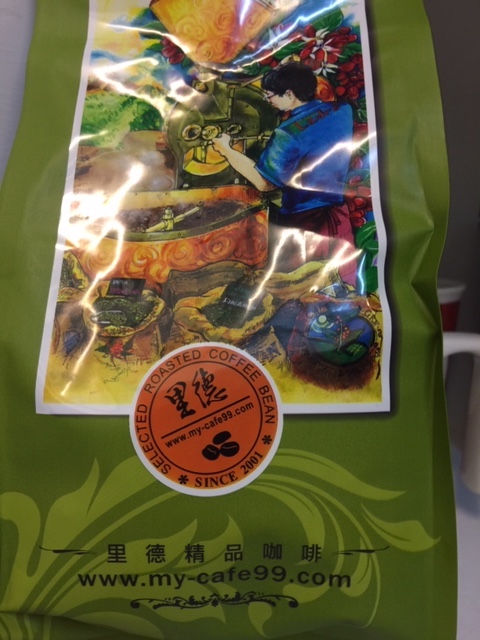 SELECTED ROASTED COFFEE BEAN
里德
www.my-cafe99.com
* SINCE 2001 *
里德精品咖啡
www.my-cafe99.com